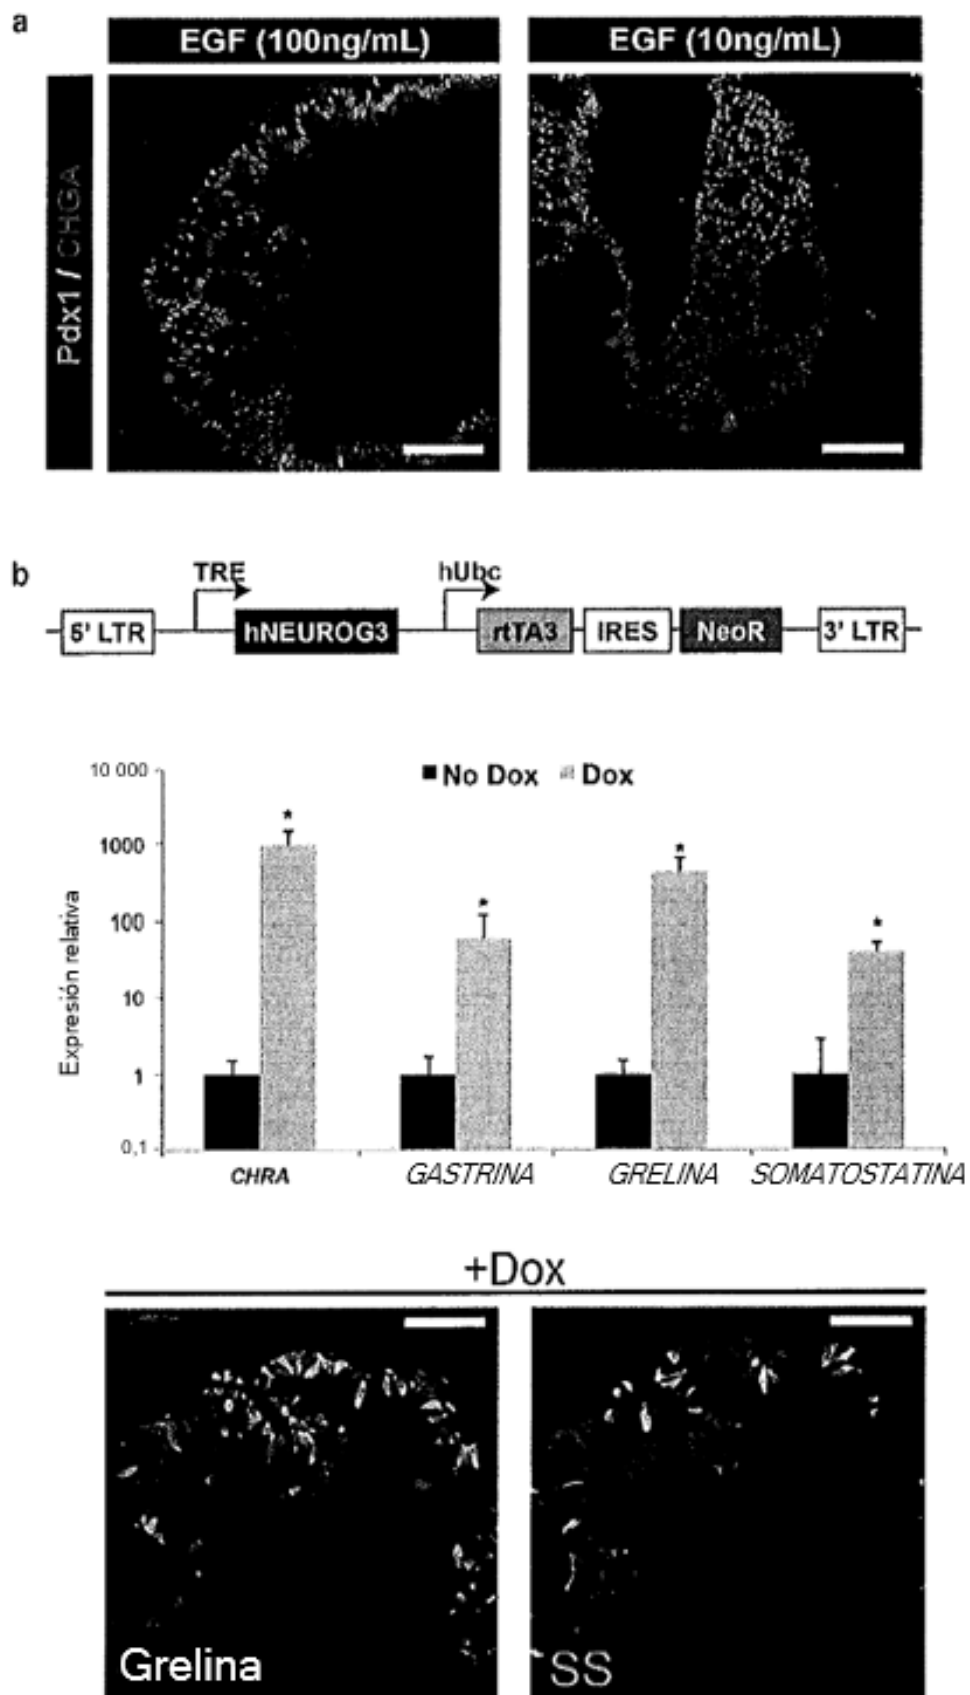 a
EGF (100ng/mL)
EGF (10ng/mL)
Pdx1 / CHGA
b
TRE
hUbc
5' LTR
hNEUROG3
rtTA3
IRES
NeoR
3' LTR
10 000
1000
100
10
1
0,1
Expresión relativa
No Dox
Dox
*
*
*
*
CHRA
GASTRINA
GRELINA
SOMATOSTATINA
+Dox
Grelina
SS